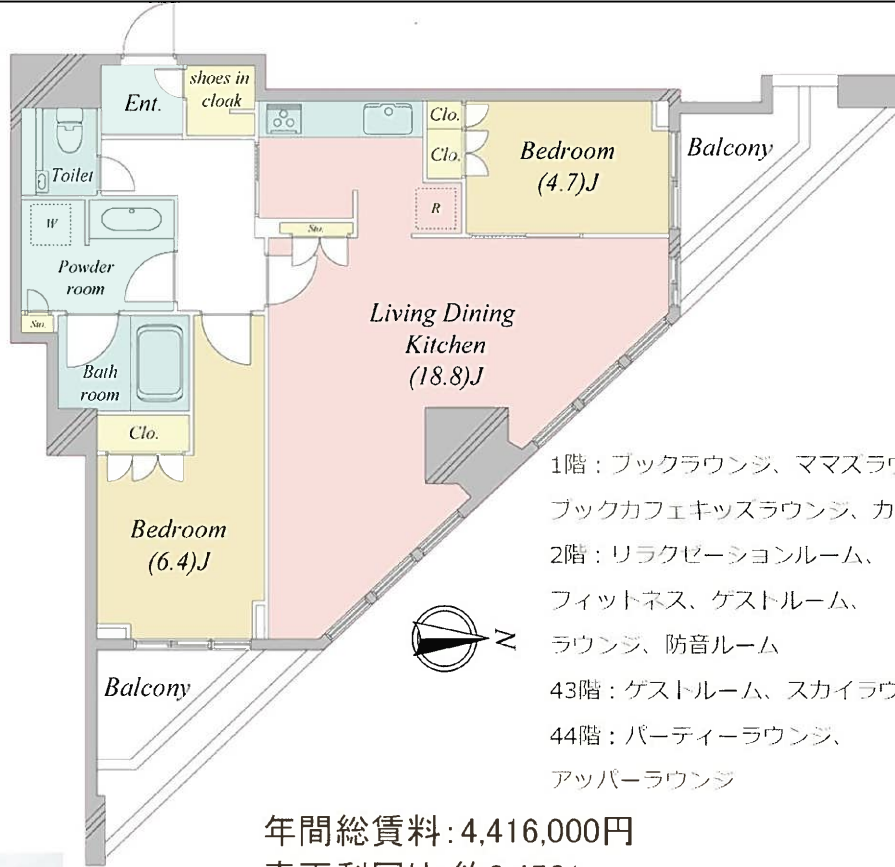 Ent.
shoes in
cloak
Toilet
W
Powder
room
Sto.
Bath
room
Clo.
Bedroom
(6.4)J
Balcony
Clo.
Clo.
R
Sto.
Bedroom
(4.7)J
Balcony
Living Dining
Kitchen
(18.8)J
N
1階：ブックラウンジ、ママズラウ
ブックカフェキッズラウンジ、カ
2階：リラクゼーションルーム、
フィットネス、ゲストルーム、
ラウンジ、防音ルーム
43階：ゲストルーム、スカイラウ
44階：パーティーラウンジ、
アッパーラウンジ
年間総賃料：4,416,000円